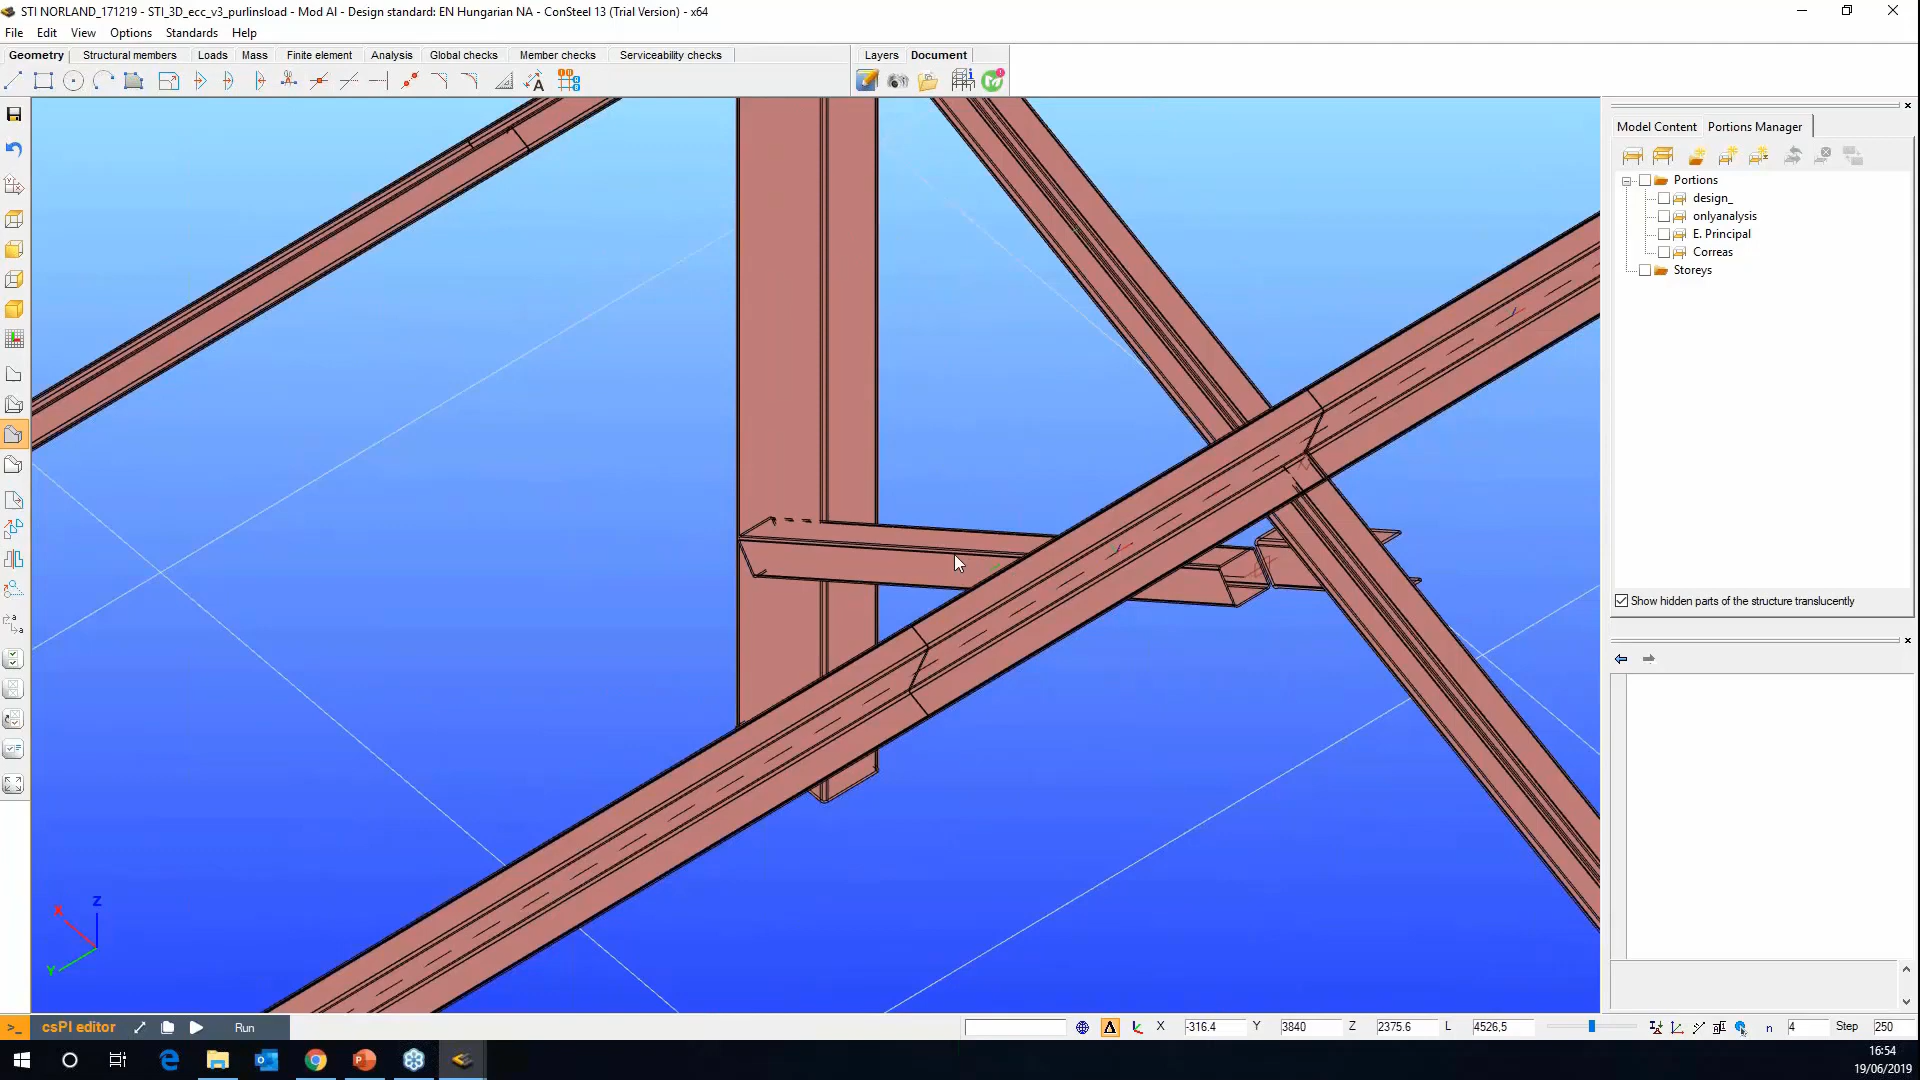 STI NORLAND_171219 - STI_3D_ecc_v3_purlinsload - Mod AI - Design standard: EN Hungarian NA - ConSteel 13 (Trial Version) - x64
File Edit View Options Standards Help
Geometry Structural members Loads Mass Finite element Analysis Global checks Member checks Serviceability checks Layers Document
Model Content Portions Manager
Portions
design_
onlyanalysis
E. Principal
Correas
Storeys
Show hidden parts of the structure translucently
Z
X
Y
>_ csPI editor Run X -316.4 Y 3840 Z 2375.6 L 4526,5 n 4 Step 250
16:54
19/06/2019